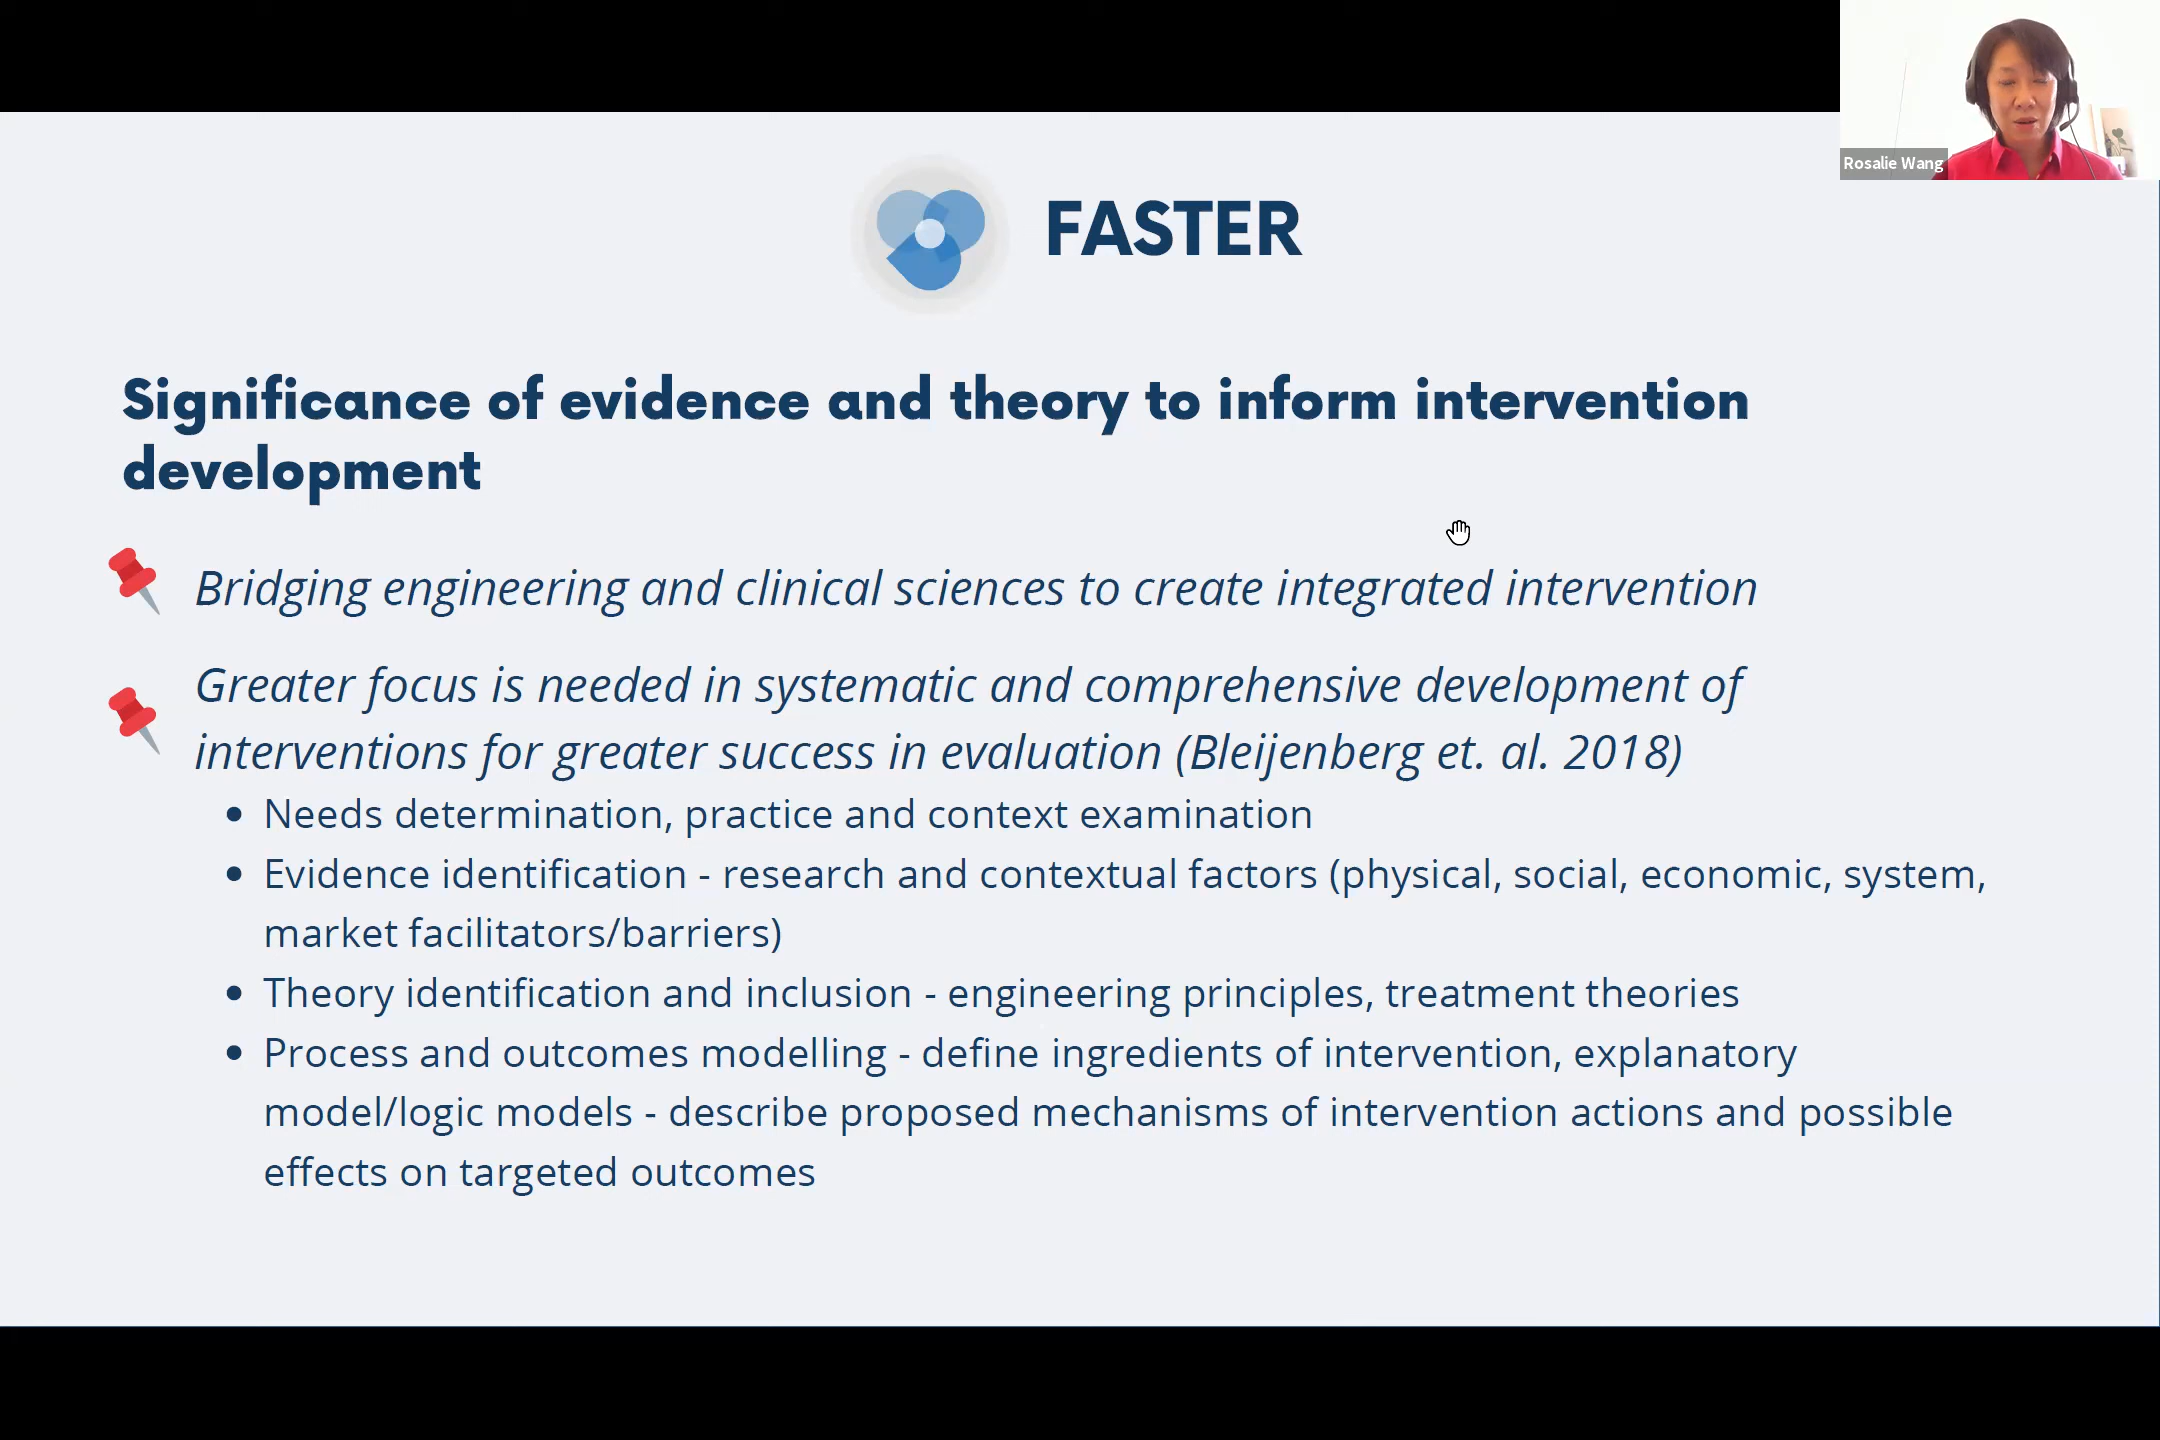 Rosalie Wang
FASTER
Significance of evidence and theory to inform intervention
development
Bridging engineering and clinical sciences to create integrated intervention
Greater focus is needed in systematic and comprehensive development of
interventions for greater success in evaluation (Bleijenberg et. al. 2018)
• Needs determination, practice and context examination
• Evidence identification - research and contextual factors (physical, social, economic, system,
market facilitators/barriers)
• Theory identification and inclusion - engineering principles, treatment theories
• Process and outcomes modelling - define ingredients of intervention, explanatory
model/logic models - describe proposed mechanisms of intervention actions and possible
effects on targeted outcomes